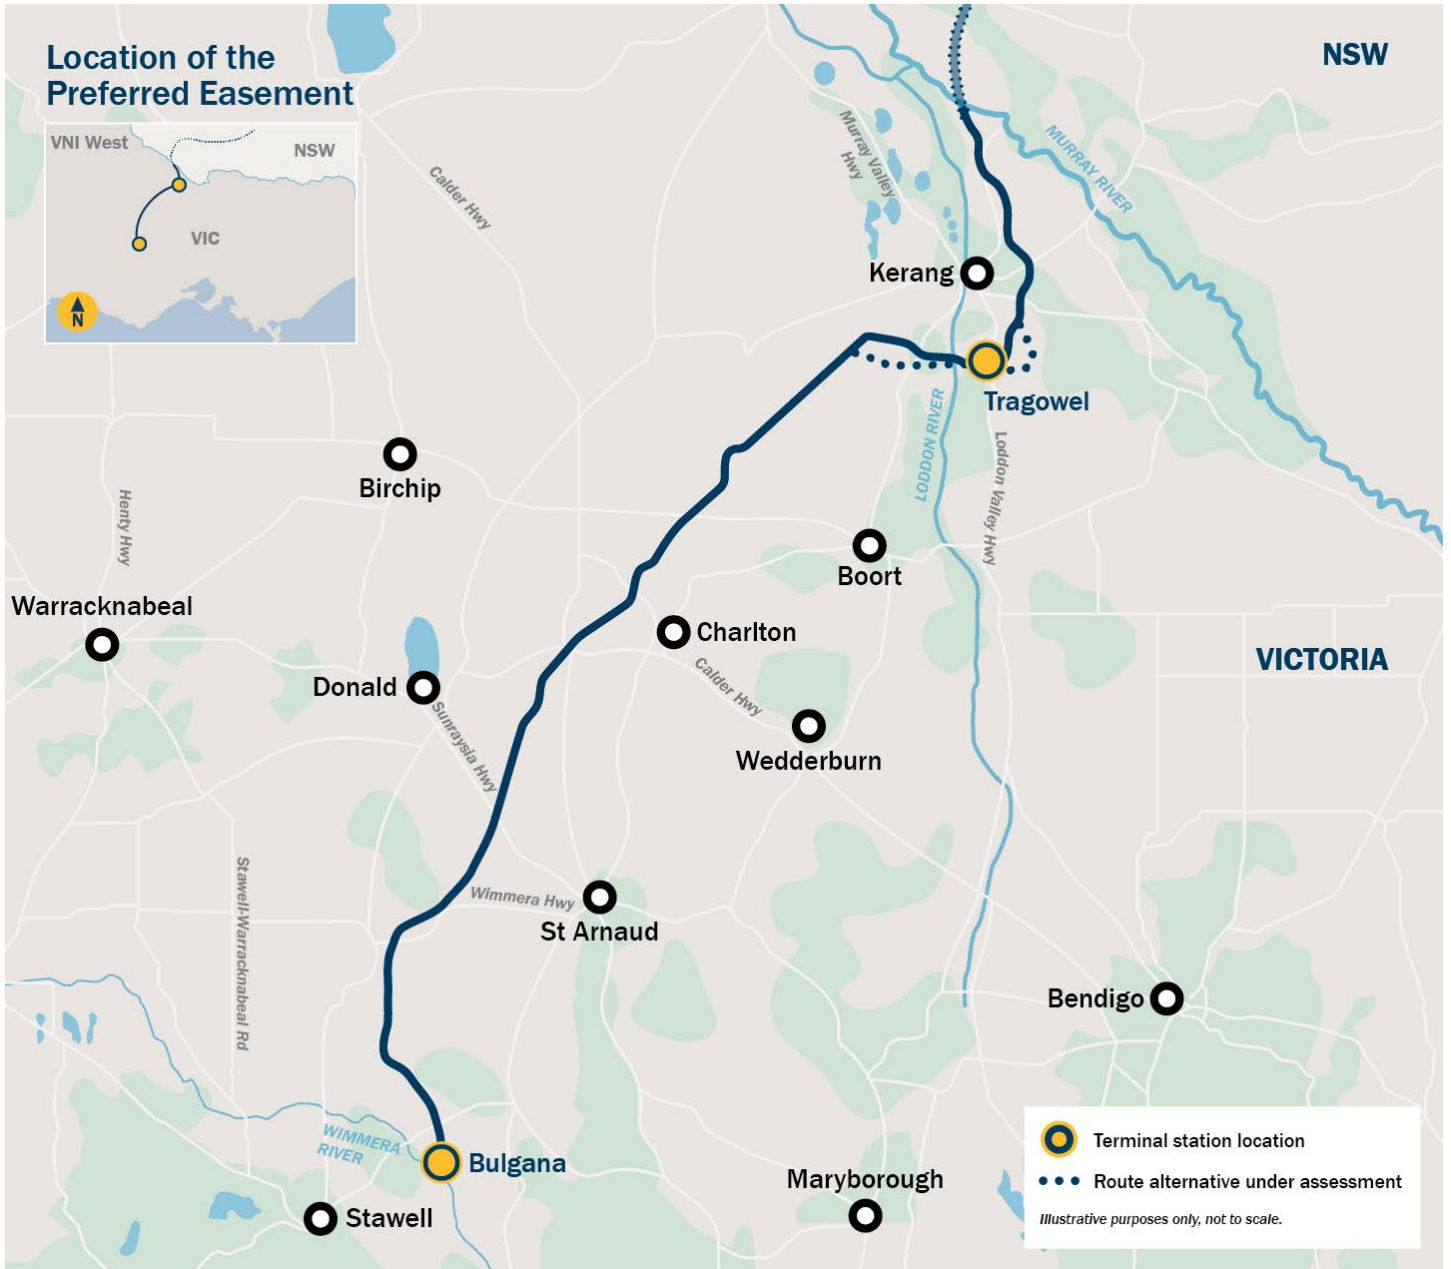 Location of the
Preferred Easement
VNI West
NSW
VIC
N
NSW
MURRAY RIVER
Murray Valley
Hwy
Calder Hwy
Kerang
Tragowel
LODDON RIVER
Loddon Valley Hwy
Birchip
Henty Hwy
Boort
Warracknabeal
Charlton
VICTORIA
Donald
Calder Hwy
Sunraysia Hwy
Wedderburn
Stawell-Warracknabeal Rd
Wimmera Hwy
St Arnaud
Bendigo
WIMMERA
RIVER
Bulgana
Stawell
Maryborough
Terminal station location
Route alternative under assessment
Illustrative purposes only, not to scale.